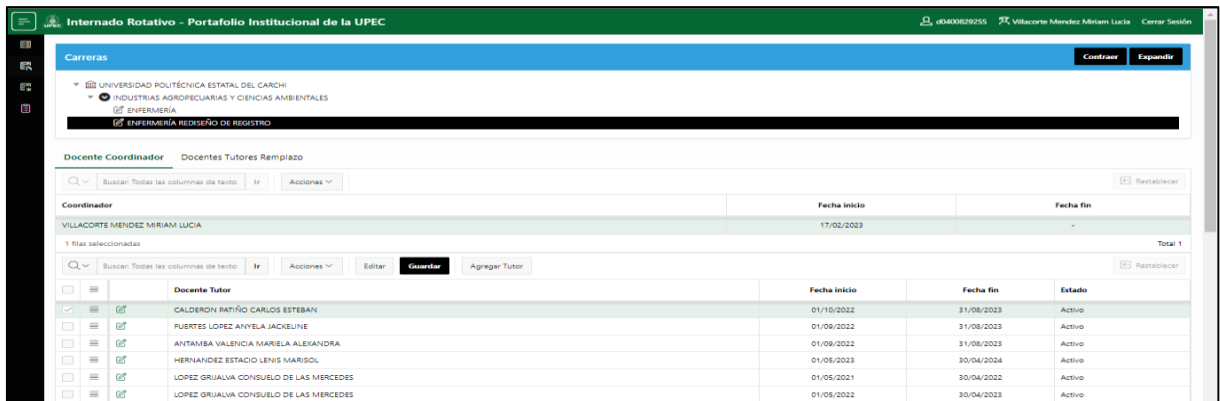 UPEC Internado Rotativo - Portafolio Institucional de la UPEC d0400829255 Villacorte Mendez Miriam Lucia Cerrar Sesión
Carreras Contraer Expandir
UNIVERSIDAD POLITÉCNICA ESTATAL DEL CARCHI
INDUSTRIAS AGROPECUARIAS Y CIENCIAS AMBIENTALES
ENFERMERÍA
ENFERMERÍA REDISEÑO DE REGISTRO
Docente Coordinador Docentes Tutores Remplazo
Buscar: Todas las columnas de texto Ir Acciones Restablecer
Coordinador Fecha inicio Fecha fin
VILLACORTE MENDEZ MIRIAM LUCIA 17/02/2023 -
1 filas seleccionadas Total 1
Buscar: Todas las columnas de texto Ir Acciones Editar Guardar Agregar Tutor Restablecer
Docente Tutor Fecha inicio Fecha fin Estado
CALDERON PATIÑO CARLOS ESTEBAN 01/10/2022 31/08/2023 Activo
FUERTES LOPEZ ANYELA JACKELINE 01/09/2022 31/08/2023 Activo
ANTAMBA VALENCIA MARIELA ALEXANDRA 01/09/2022 31/08/2023 Activo
HERNANDEZ ESTACIO LENIS MARISOL 01/05/2023 30/04/2024 Activo
LOPEZ GRIJALVA CONSUELO DE LAS MERCEDES 01/05/2021 30/04/2022 Activo
LOPEZ GRIJALVA CONSUELO DE LAS MERCEDES 01/05/2022 30/04/2023 Activo